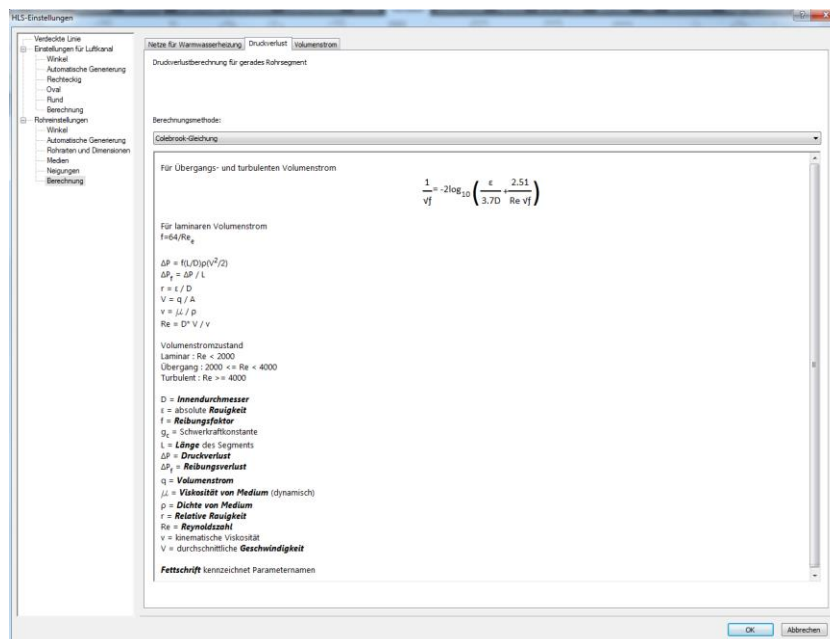 HLS-Einstellungen
Verdeckte Linie
Einstellungen für Luftkanal
Winkel
Automatische Generierung
Rechteckig
Oval
Rund
Berechnung
Rohreinstellungen
Winkel
Automatische Generierung
Rohrarten und Dimensionen
Medien
Neigungen
Berechnung
Netze für Warmwasserheizung Druckverlust Volumenstrom
Druckverlustberechnung für gerades Rohrsegment
Berechnungsmethode:
Colebrook-Gleichung
Für Übergangs- und turbulenten Volumenstrom
1/√f = -2log10 (ε/3.7D + 2.51/Re √f)
Für laminaren Volumenstrom
f=64/Re_e
ΔP = f(L/D)ρ(V²/2)
ΔP_f = ΔP / L
r = ε / D
V = q / A
ν = μ / ρ
Re = D* V / ν
Volumenstromzustand
Laminar : Re < 2000
Übergang : 2000 <= Re < 4000
Turbulent : Re >= 4000
D = Innendurchmesser
ε = absolute Rauigkeit
f = Reibungsfaktor
g_c = Schwerkraftkonstante
L = Länge des Segments
ΔP = Druckverlust
ΔP_f = Reibungsverlust
q = Volumenstrom
μ = Viskosität von Medium (dynamisch)
ρ = Dichte von Medium
r = Relative Rauigkeit
Re = Reynoldszahl
ν = kinematische Viskosität
V = durchschnittliche Geschwindigkeit
Fettschrift kennzeichnet Parameternamen
OK Abbrechen